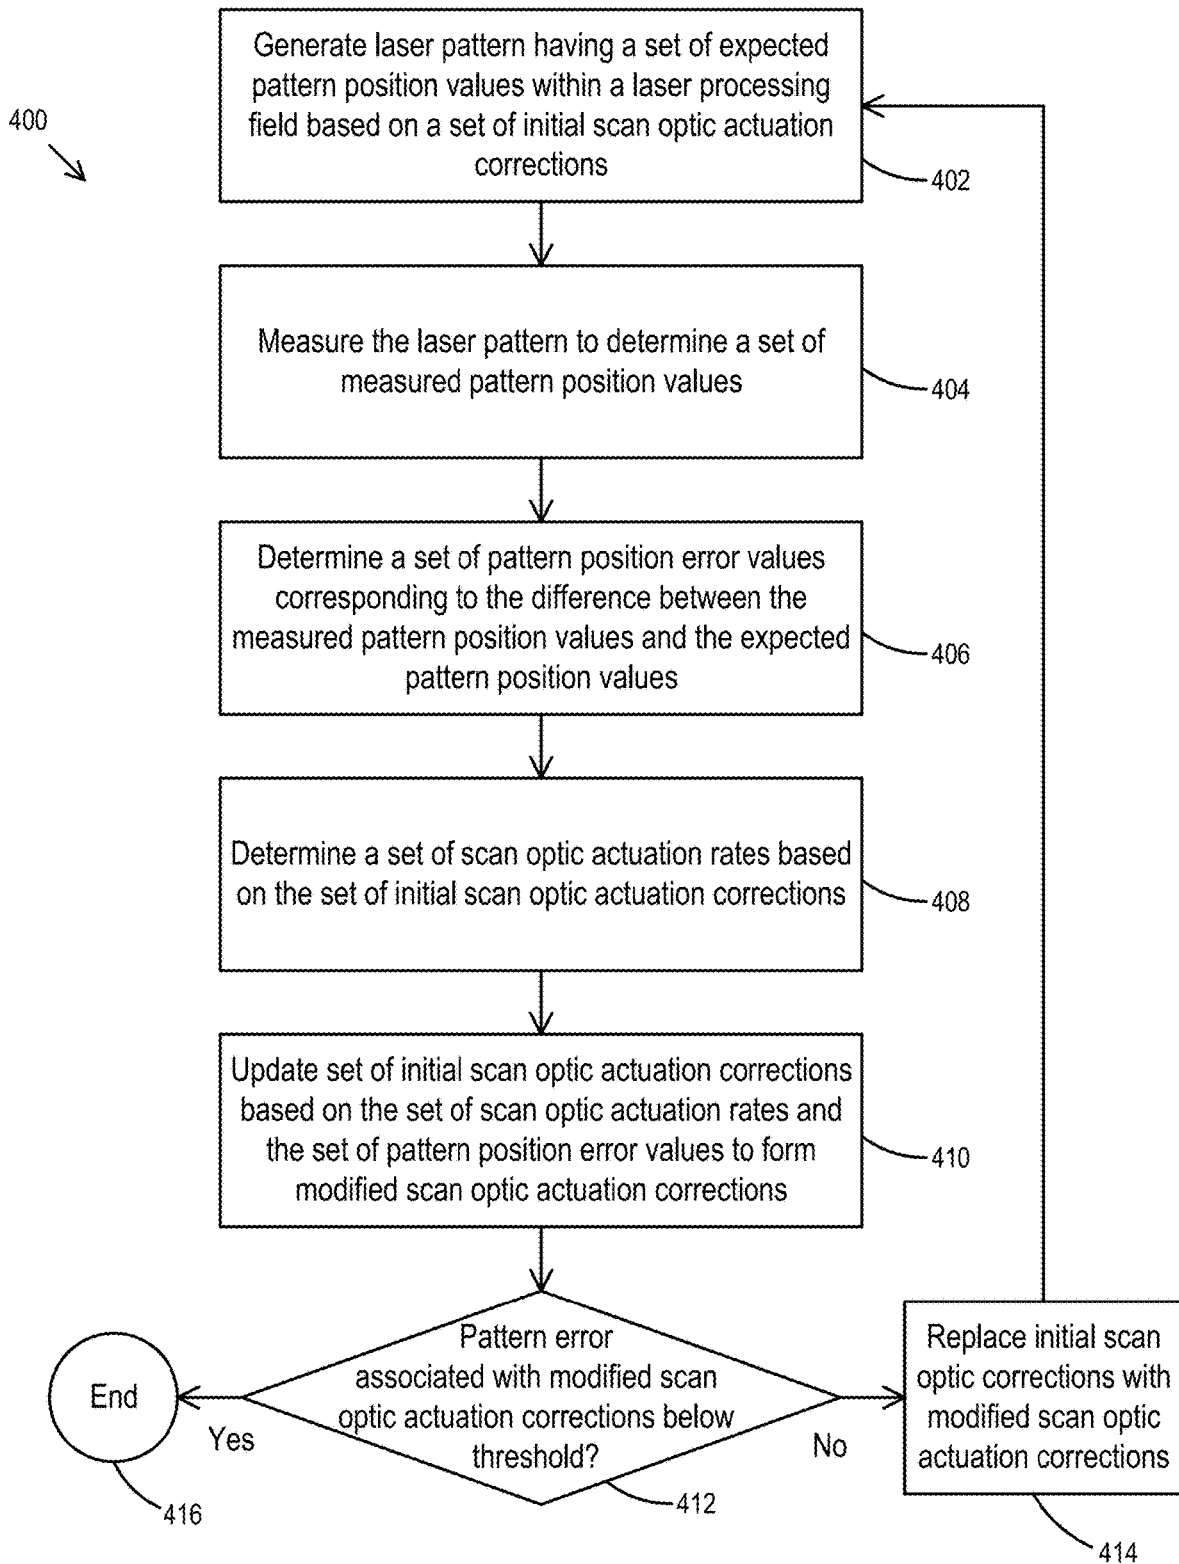 400
Generate laser pattern having a set of expected
pattern position values within a laser processing
field based on a set of initial scan optic actuation
corrections
402
Measure the laser pattern to determine a set of
measured pattern position values
404
Determine a set of pattern position error values
corresponding to the difference between the
measured pattern position values and the expected
pattern position values
406
Determine a set of scan optic actuation rates based
on the set of initial scan optic actuation corrections
408
Update set of initial scan optic actuation corrections
based on the set of scan optic actuation rates and
the set of pattern position error values to form
modified scan optic actuation corrections
410
Pattern error
associated with modified scan
optic actuation corrections below
threshold?
412
Yes
End
416
No
Replace initial scan
optic corrections with
modified scan optic
actuation corrections
414